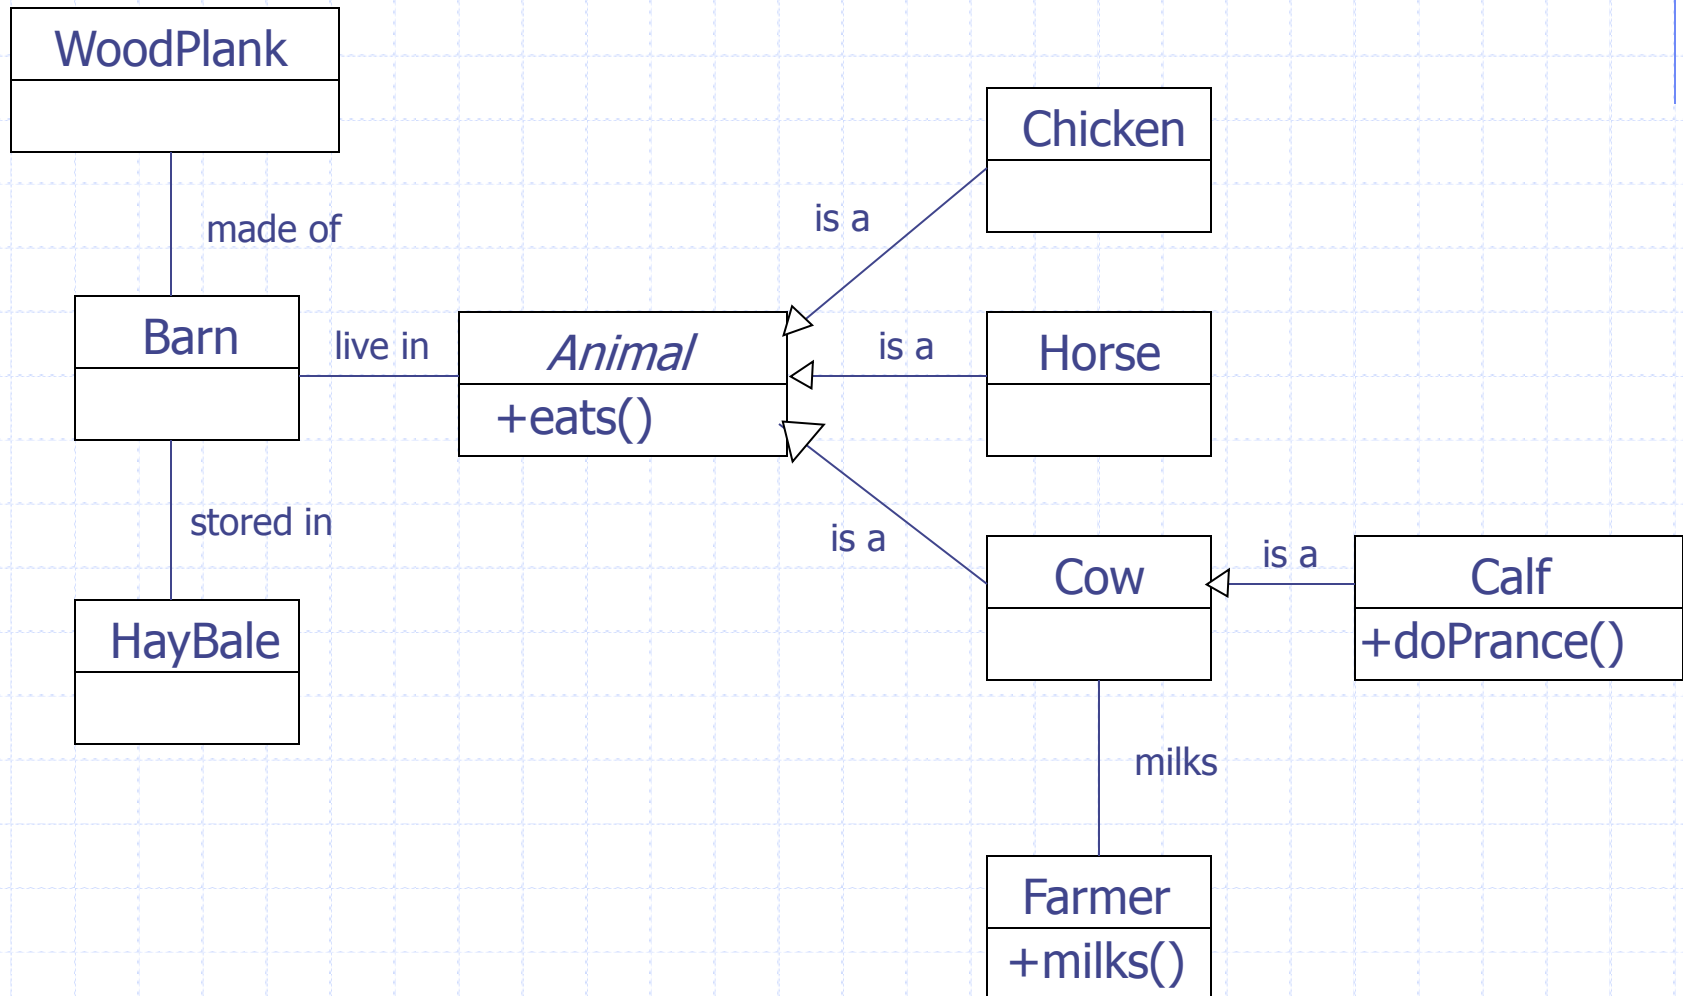 WoodPlank
made of
Barn
stored in
HayBale
live in
Animal
+eats()
is a
Chicken
is a
Horse
is a
Cow
is a
Calf
+doPrance()
milks
Farmer
+milks()